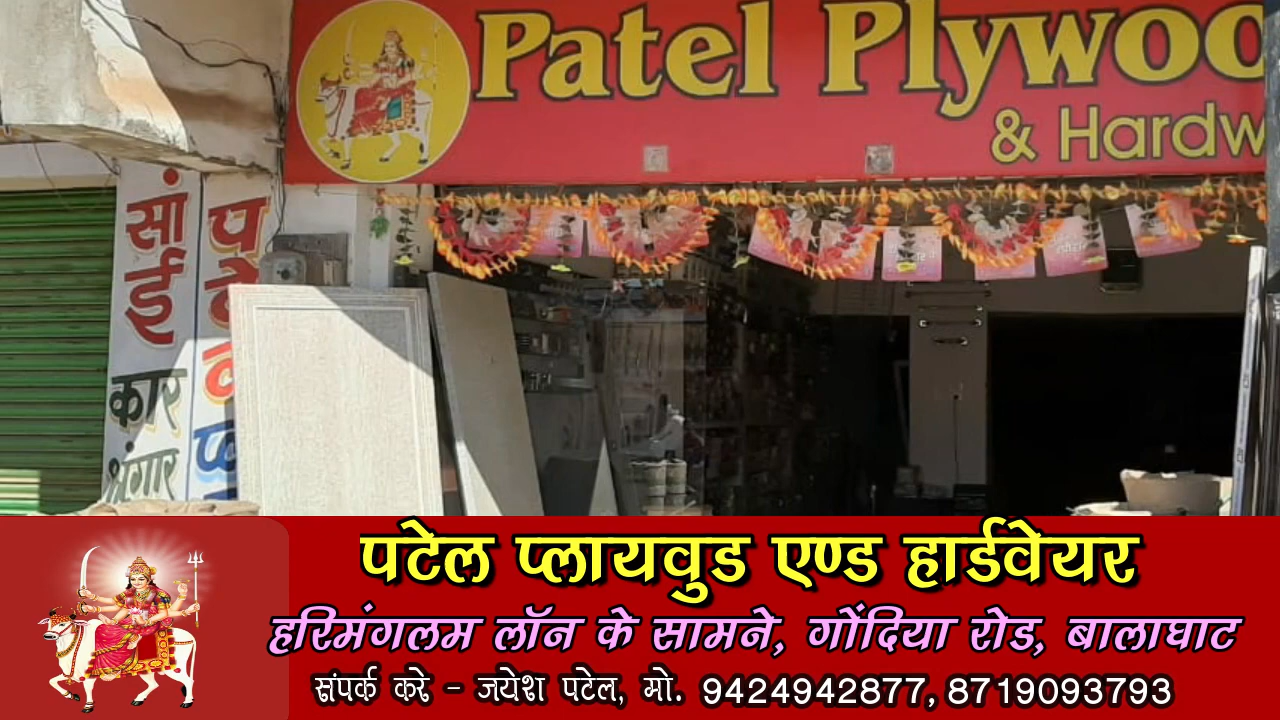 Patel Plywoo
& Hardw
सांई
कार
श्रंगार
पटेल प्लायवुड एण्ड हार्डवेयर
हरिमंगलम लॉन के सामने, गोंदिया रोड, बालाघाट
संपर्क करे - जयेश पटेल, मो. 9424942877, 8719093793